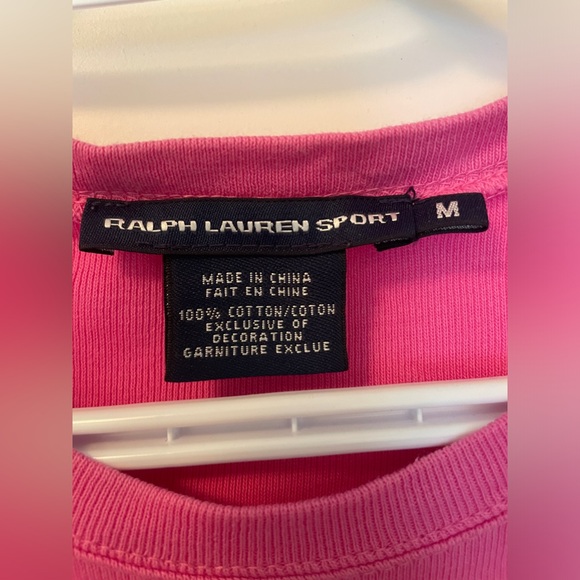 RALPH LAUREN SPORT M
MADE IN CHINA
FAIT EN CHINE
100% COTTON/COTON
EXCLUSIVE OF
DECORATION
GARNITURE EXCLUE